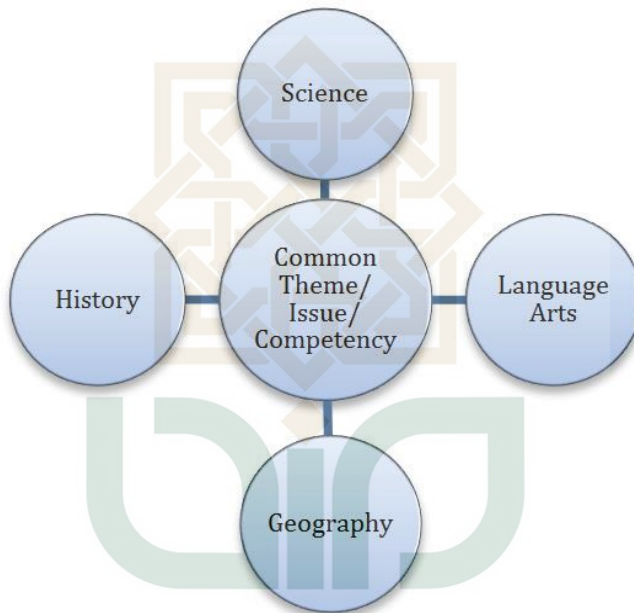 Science
History
Common
Theme/
Issue/
Competency
Language
Arts
Geography